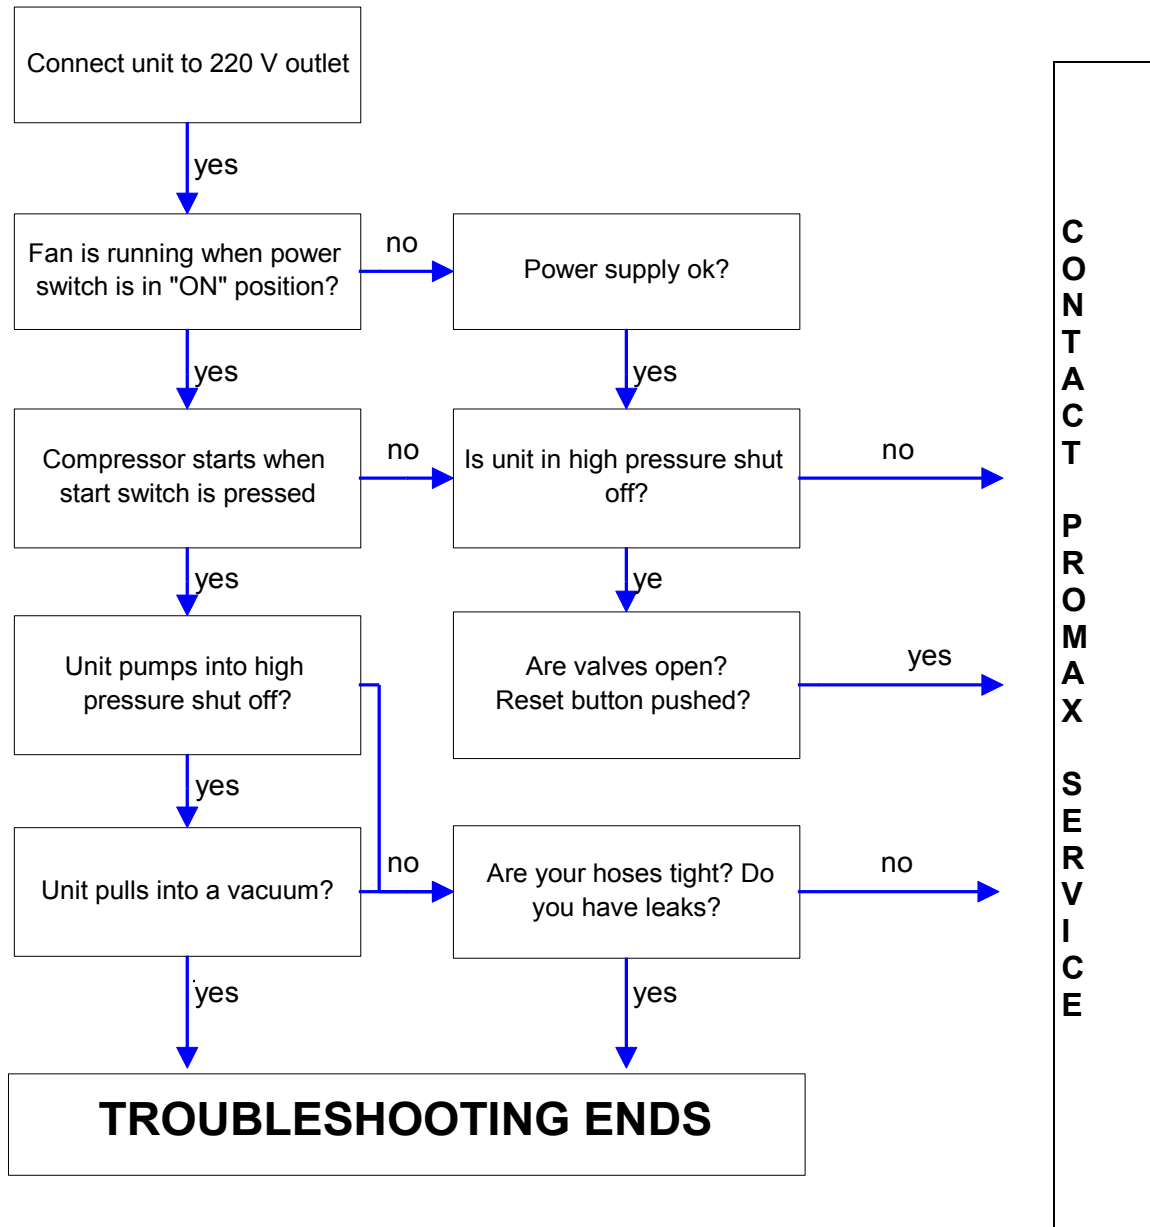 Connect unit to 220 V outlet
yes
Fan is running when power
switch is in "ON" position?
no
Power supply ok?
yes
yes
Compressor starts when
start switch is pressed
no
Is unit in high pressure shut
off?
no
yes
ye
Unit pumps into high
pressure shut off?
Are valves open?
Reset button pushed?
yes
yes
Unit pulls into a vacuum?
no
Are your hoses tight? Do
you have leaks?
no
yes
yes
TROUBLESHOOTING ENDS
C
O
N
T
A
C
T
P
R
O
M
A
X
S
E
R
V
I
C
E